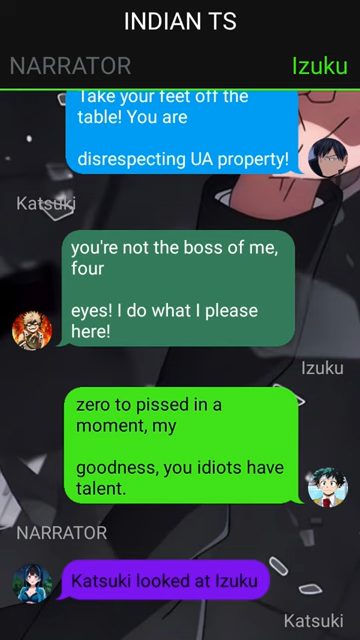 INDIAN TS
NARRATOR
Izuku
Take your feet off the
table! You are
disrespecting UA property!
Katsuki
you're not the boss of me,
four
eyes! I do what I please
here!
Izuku
zero to pissed in a
moment, my
goodness, you idiots have
talent.
NARRATOR
Katsuki looked at Izuku
Katsuki